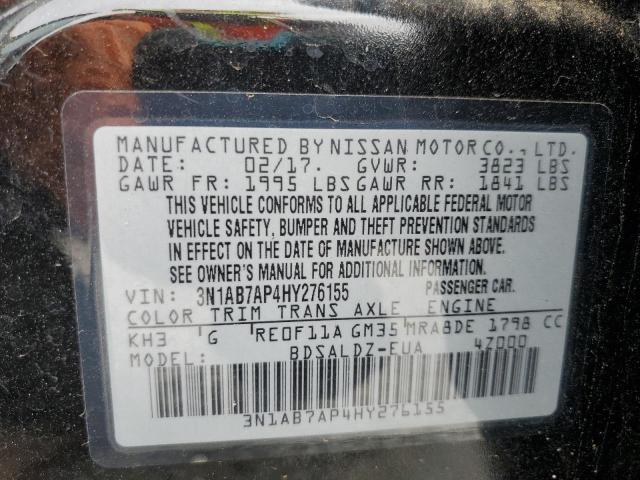 MANUFACTURED BY NISSAN MOTOR CO., LTD.
DATE: 02/17. GVWR: 3823 LBS
GAWR FR: 1995 LBS GAWR RR: 1841 LBS
THIS VEHICLE CONFORMS TO ALL APPLICABLE FEDERAL MOTOR
VEHICLE SAFETY, BUMPER AND THEFT PREVENTION STANDARDS
IN EFFECT ON THE DATE OF MANUFACTURE SHOWN ABOVE.
SEE OWNER'S MANUAL FOR ADDITIONAL INFORMATION.
VIN: 3N1AB7AP4HY276155 PASSENGER CAR.
COLOR TRIM TRANS AXLE ENGINE
KH3 G RE0F11A GM35 MRA8DE 1798 CC
MODEL: BDSALDZ-EUA 4Z000
3N1AB7AP4HY276155